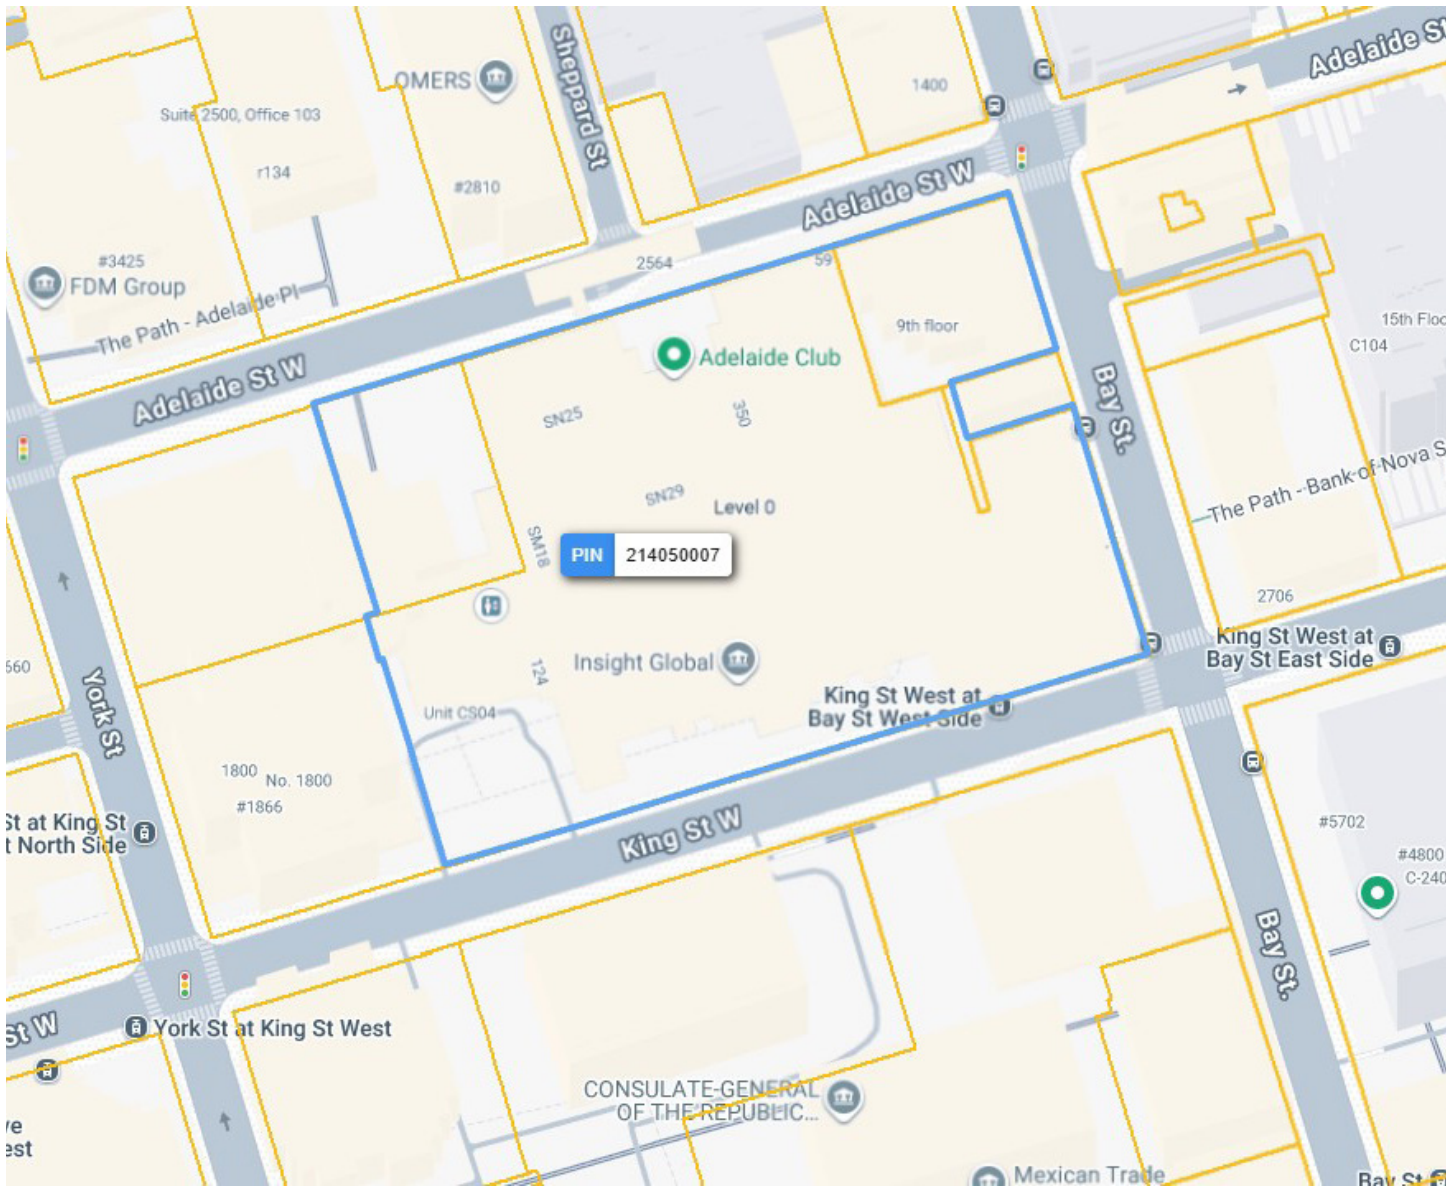 Sheppard St
OMERS
Suite 2500, Office 103
r134
#2810
1400
Adelaide St
#3425
FDM Group
The Path - Adelaide Pl
Adelaide St W
Adelaide St W
2564
59
9th floor
15th Floo
C104
Adelaide Club
SN25
350
Bay St.
SN29
Level 0
The Path - Bank of Nova S
SM18
PIN 214050007
2706
660
York St
124
Insight Global
King St West at
Bay St East Side
King St West at
Bay St West Side
Unit CS04
1800
No. 1800
#1866
St at King St
t North Side
King St W
#5702
#4800
C-240
Bay St.
St W
York St at King St West
CONSULATE-GENERAL
OF THE REPUBLIC...
ve
est
Mexican Trade
Bay St